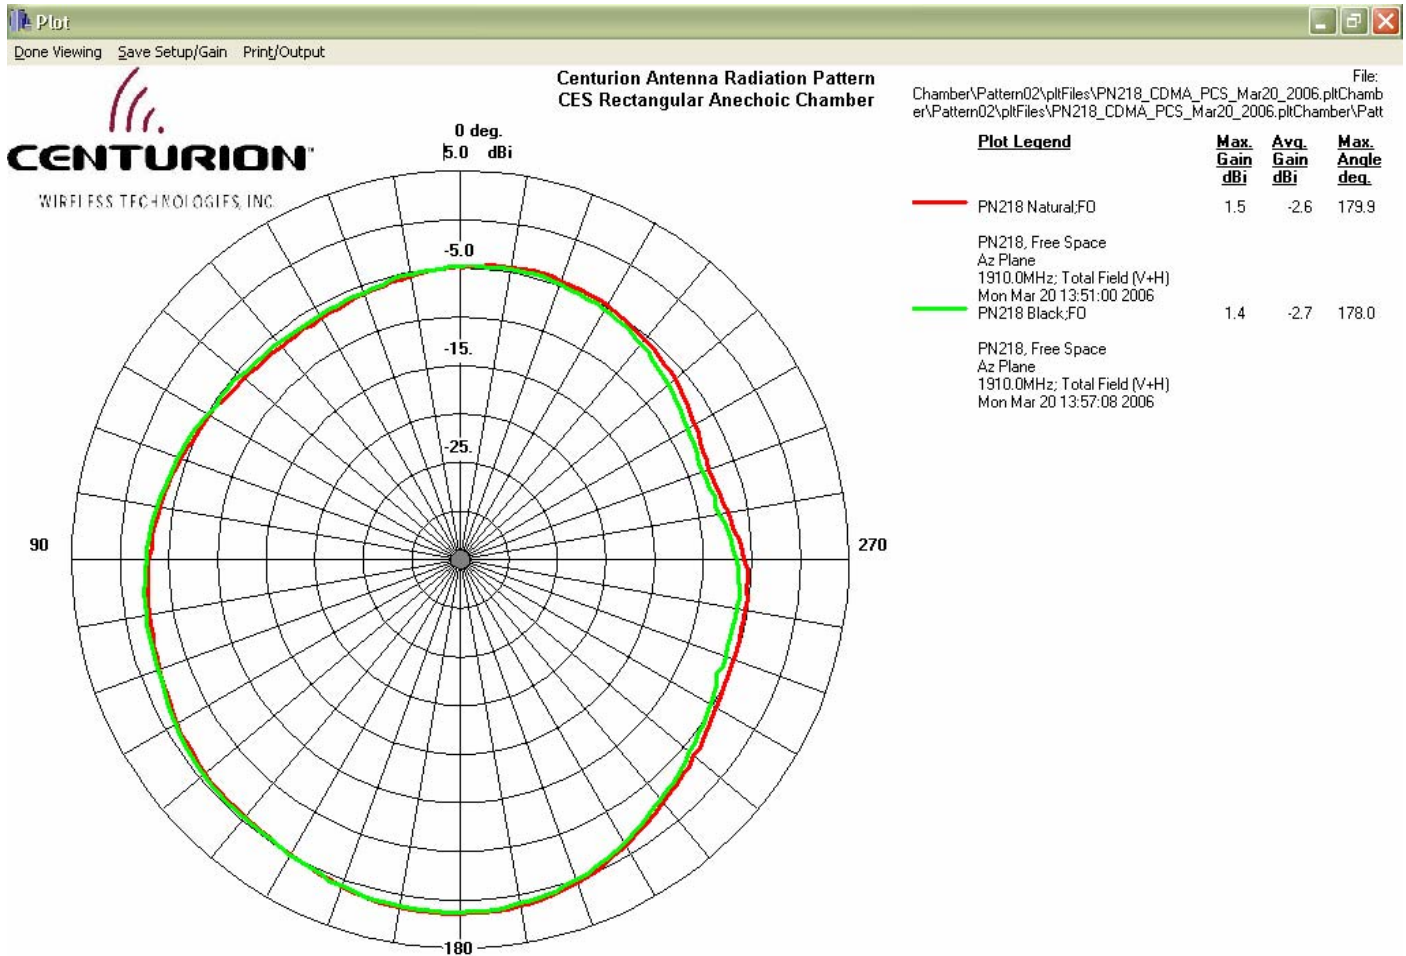 Plot
Done Viewing Save Setup/Gain Print/Output
CENTURION™
WIRELESS TECHNOLOGIES, INC.
Centurion Antenna Radiation Pattern
CES Rectangular Anechoic Chamber
File:
Chamber\Pattern02\pltFiles\PN218_CDMA_PCS_Mar20_2006.pltChamb
er\Pattern02\pltFiles\PN218_CDMA_PCS_Mar20_2006.pltChamber\Patt
Plot Legend
Max. Gain dBi
Avg. Gain dBi
Max. Angle deg.
PN218 Natural;FO 1.5 -2.6 179.9
PN218, Free Space
Az Plane
1910.0MHz; Total Field (V+H)
Mon Mar 20 13:51:00 2006
PN218 Black;FO 1.4 -2.7 178.0
PN218, Free Space
Az Plane
1910.0MHz; Total Field (V+H)
Mon Mar 20 13:57:08 2006
0 deg.
5.0 dBi
-5.0
-15.
-25.
90
270
180